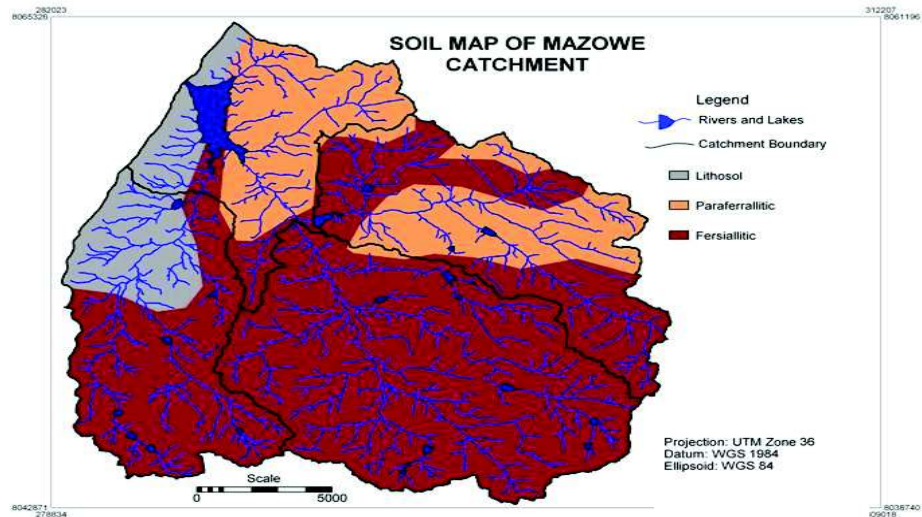 282023
312207
8065326
8061196
SOIL MAP OF MAZOWE
CATCHMENT
Legend
Rivers and Lakes
Catchment Boundary
Lithosol
Paraferrallitic
Fersiallitic
Projection: UTM Zone 36
Datum: WGS 1984
Ellipsoid: WGS 84
Scale
0
5000
8042871
8038740
278834